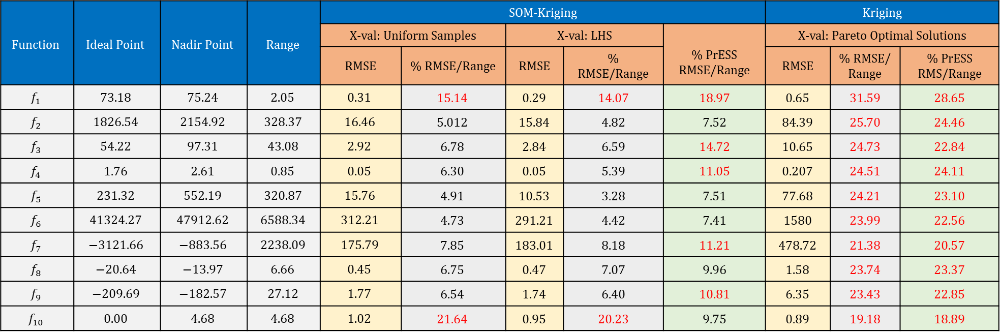 SOM-Kriging Kriging
Function Ideal Point Nadir Point Range
X-val: Uniform Samples X-val: LHS X-val: Pareto Optimal Solutions
RMSE % RMSE/Range RMSE %
RMSE/Range
% PrESS
RMSE/Range
RMSE % RMSE/
Range
% PrESS
RMS/Range
f₁ 73.18 75.24 2.05 0.31 15.14 0.29 14.07 18.97 0.65 31.59 28.65
f₂ 1826.54 2154.92 328.37 16.46 5.012 15.84 4.82 7.52 84.39 25.70 24.46
f₃ 54.22 97.31 43.08 2.92 6.78 2.84 6.59 14.72 10.65 24.73 22.84
f₄ 1.76 2.61 0.85 0.05 6.30 0.05 5.39 11.05 0.207 24.51 24.11
f₅ 231.32 552.19 320.87 15.76 4.91 10.53 3.28 7.51 77.68 24.21 23.10
f₆ 41324.27 47912.62 6588.34 312.21 4.73 291.21 4.42 7.41 1580 23.99 22.56
f₇ −3121.66 −883.56 2238.09 175.79 7.85 183.01 8.18 11.21 478.72 21.38 20.57
f₈ −20.64 −13.97 6.66 0.45 6.75 0.47 7.07 9.96 1.58 23.74 23.37
f₉ −209.69 −182.57 27.12 1.77 6.54 1.74 6.40 10.81 6.35 23.43 22.85
f₁₀ 0.00 4.68 4.68 1.02 21.64 0.95 20.23 9.75 0.89 19.18 18.89